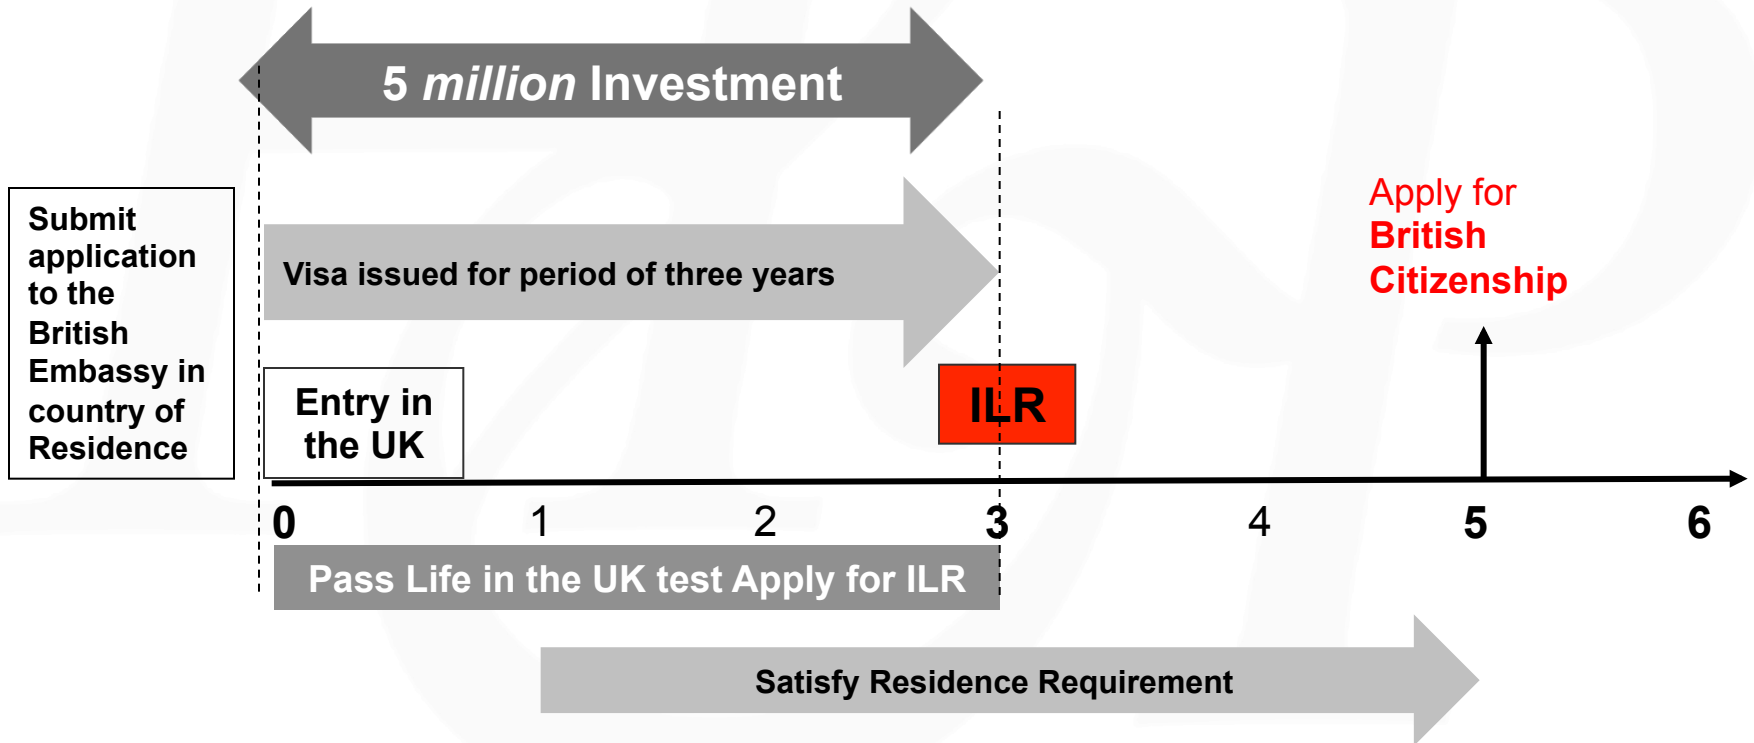 5 million Investment
Submit
application
to the
British
Embassy in
country of
Residence
Visa issued for period of three years
Apply for
British
Citizenship
Entry in
the UK
ILR
0 1 2 3 4 5 6
Pass Life in the UK test Apply for ILR
Satisfy Residence Requirement